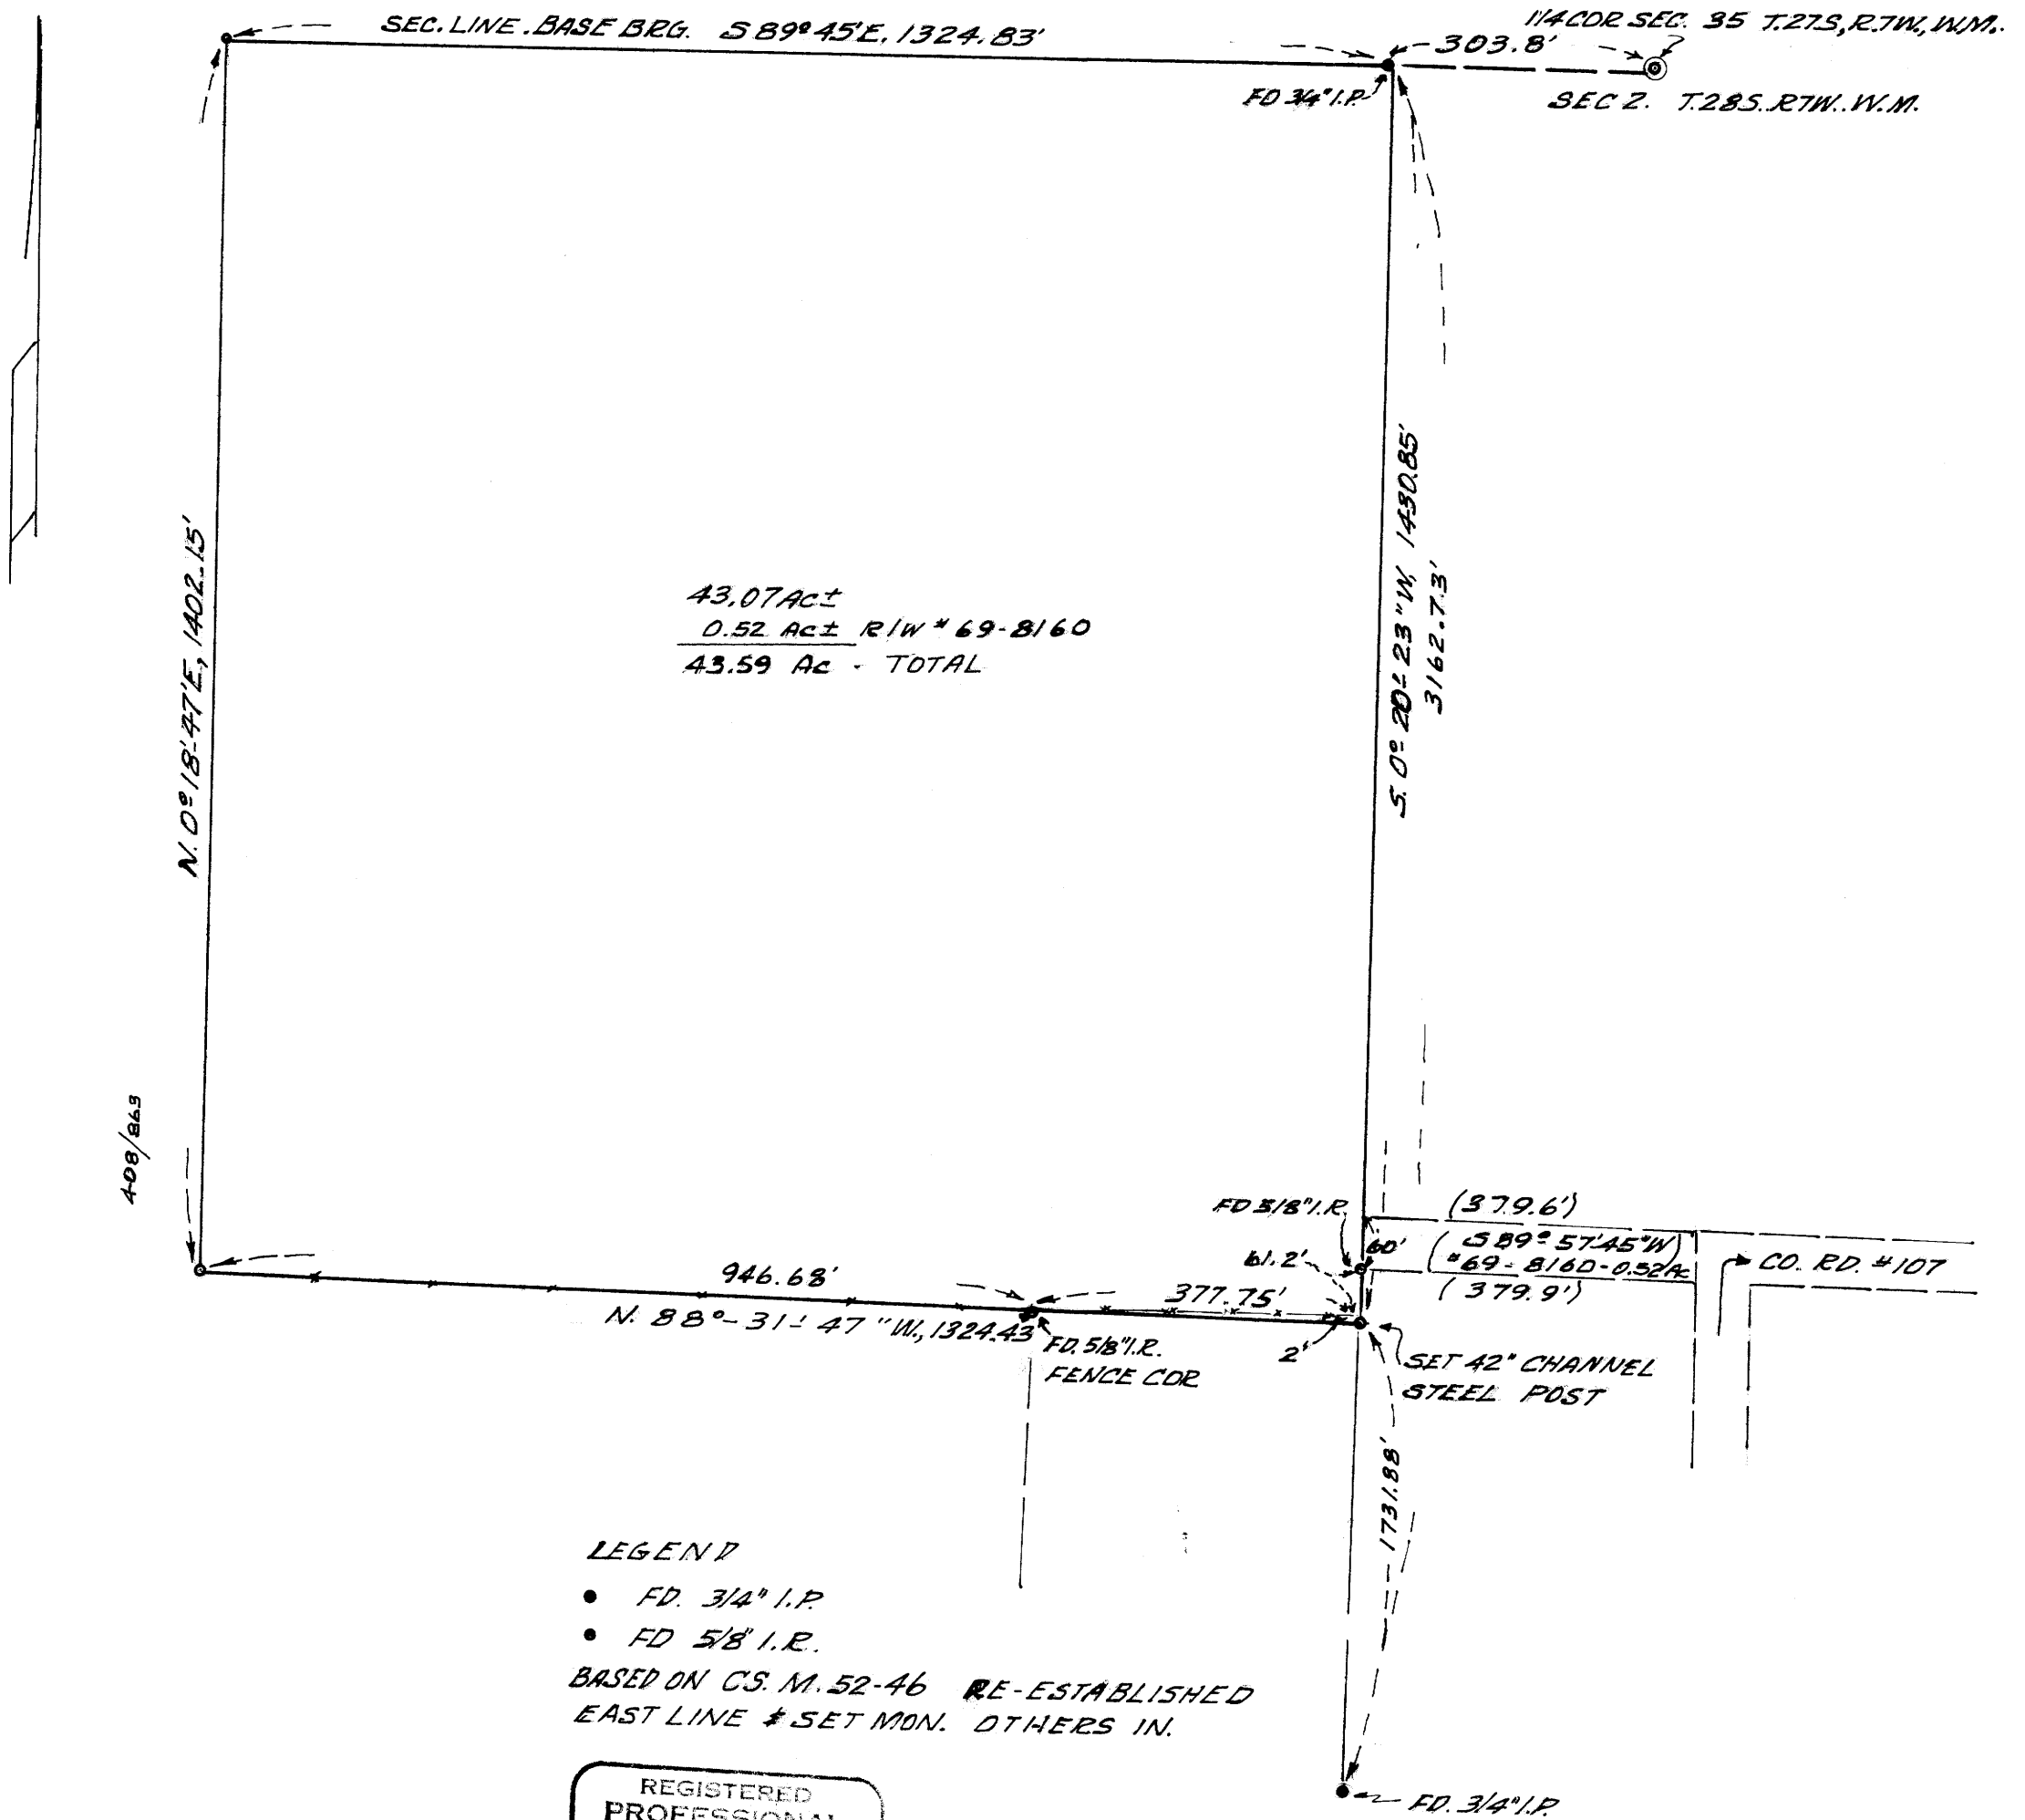 SEC. LINE. BASE BRG. S 89° 45' E, 1324.83'
1/4 COR SEC. 35 T.27S, R.7W, W.M.
303.8'
FD 3/4" I.P.
SEC 2. T.28S. R7W. W.M.
N. 0° 18'-47" E, 1402.15'
S. 0° 20'-23" W, 1430.85'
3162.73'
43.07 Ac ±
0.52 Ac ± R/W # 69-8160
43.59 Ac - TOTAL
408/863
FD 5/8" I.R.
(379.6')
60'
(S 89° 57' 45" W)
61.2'
#69-8160-0.52 Ac
CO. RD. #107
946.68'
377.75'
(379.9')
N. 88°-31'-47" W., 1324.43
FD. 5/8" I.R.
FENCE COR
2'
SET 42" CHANNEL
STEEL POST
1731.88'
LEGEND
• FD. 3/4" I.P.
• FD 5/8" I.R.
BASED ON CS. M. 52-46 RE-ESTABLISHED
EAST LINE & SET MON. OTHERS IN.
REGISTERED
PROFESSIONAL
FD. 3/4" I.P.